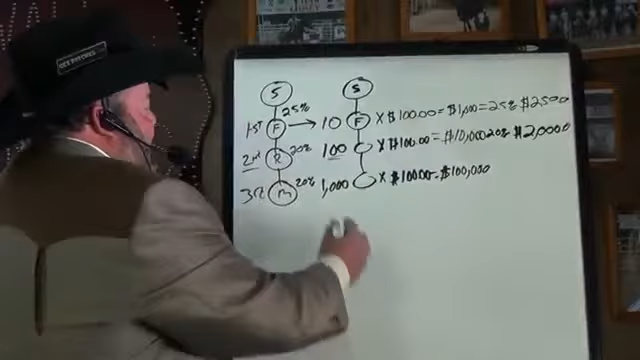 S S
25%
1ST F → 10 F X $100.00 = $1,000 = 25% $250.00
2nd R 20% 100 X $100.00 = $10,000 20% $2,000.0
3rd M 20% 1,000 X $100.00 = $100,000